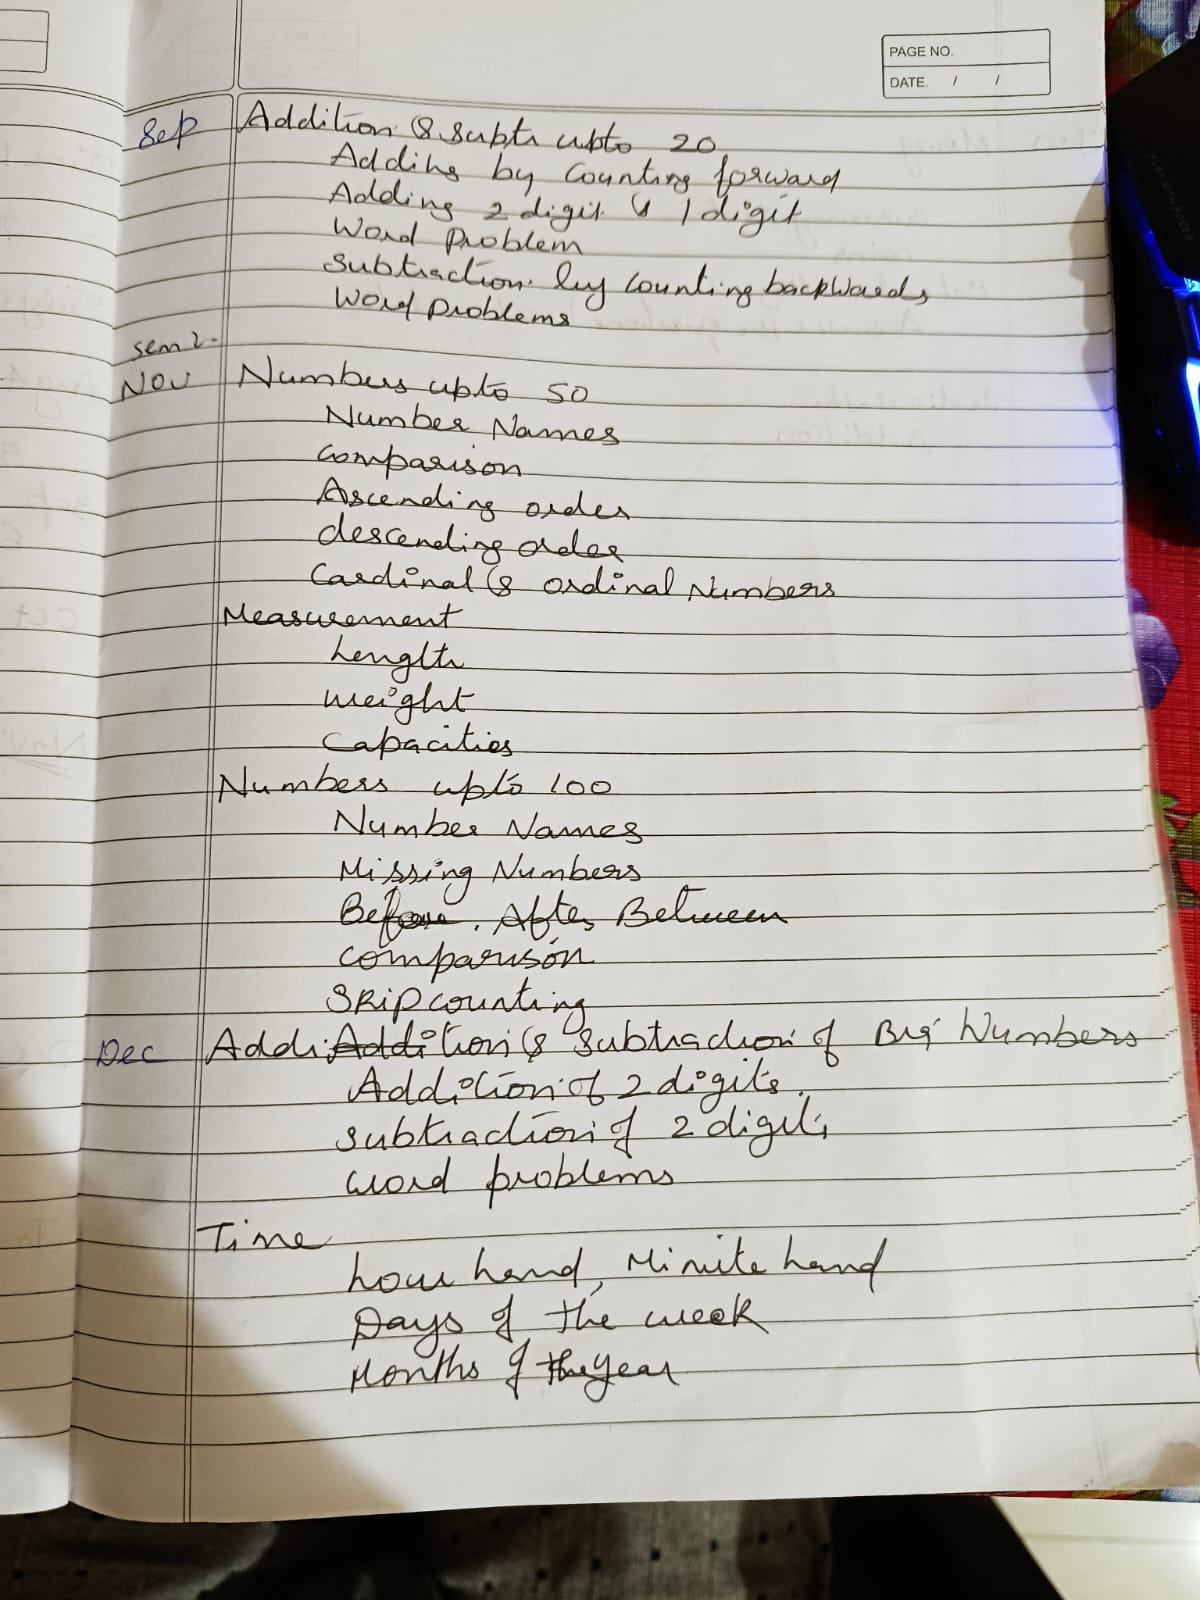 PAGE NO.
DATE. / /
Sep Addition & Subtr upto 20
Adding by Counting forward
Adding 2 digit & 1 digit
Word Problem
Subtraction by Counting backwards
Word Problems
Sem 2-
Nov Numbers upto 50
Number Names
Comparison
Ascending order
descending order
Cardinal & ordinal Numbers
Measurement
Length
weight
Capacities
Numbers upto 100
Number Names
Missing Numbers
Before. After, Between
comparison
Skip counting
Dec Addition & Subtraction of Big Numbers
Addition of 2 digits
subtraction of 2 digits
word problems
Time
hour hand, Minite hand
Days of the week
Months of the year